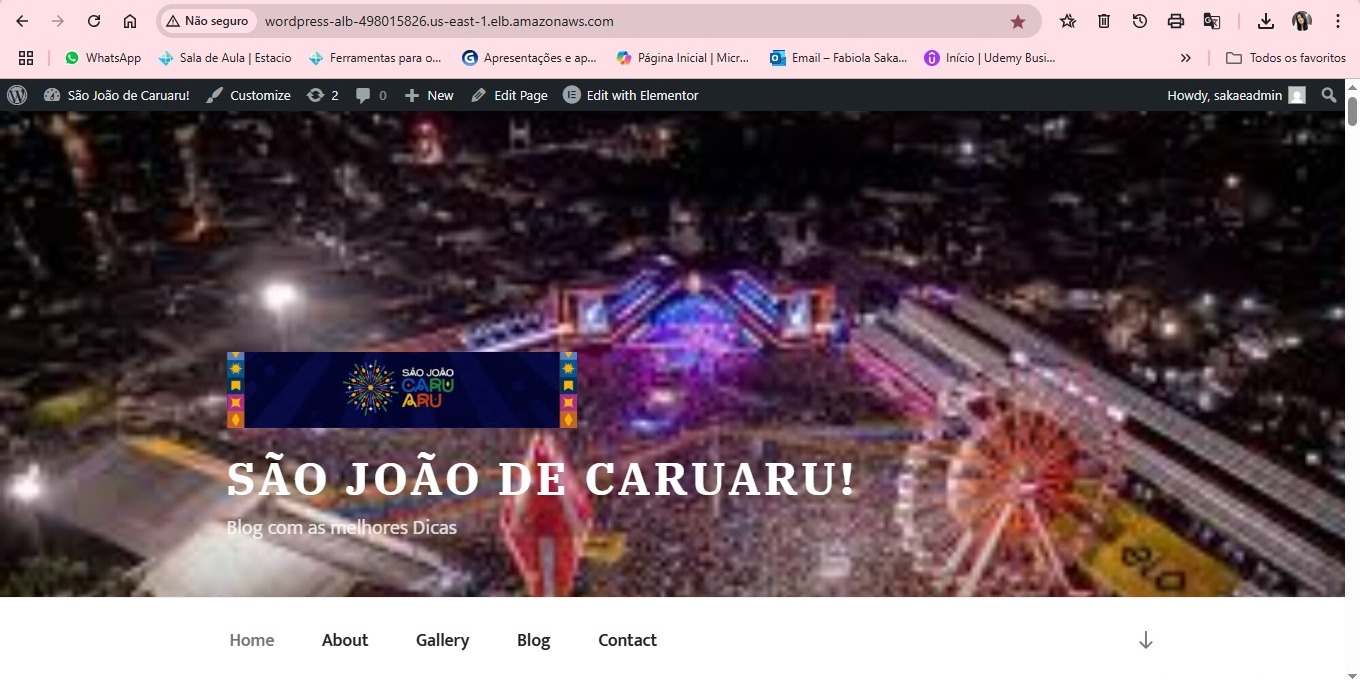 Não seguro wordpress-alb-498015826.us-east-1.elb.amazonaws.com
WhatsApp Sala de Aula | Estacio Ferramentas para o... Apresentações e ap... Página Inicial | Micr... Email – Fabiola Saka... Início | Udemy Busi... » Todos os favoritos
São João de Caruaru! Customize 2 0 New Edit Page Edit with Elementor Howdy, sakaeadmin
SÃO JOÃO
CARU
ARU
SÃO JOÃO DE CARUARU!
Blog com as melhores Dicas
Home About Gallery Blog Contact